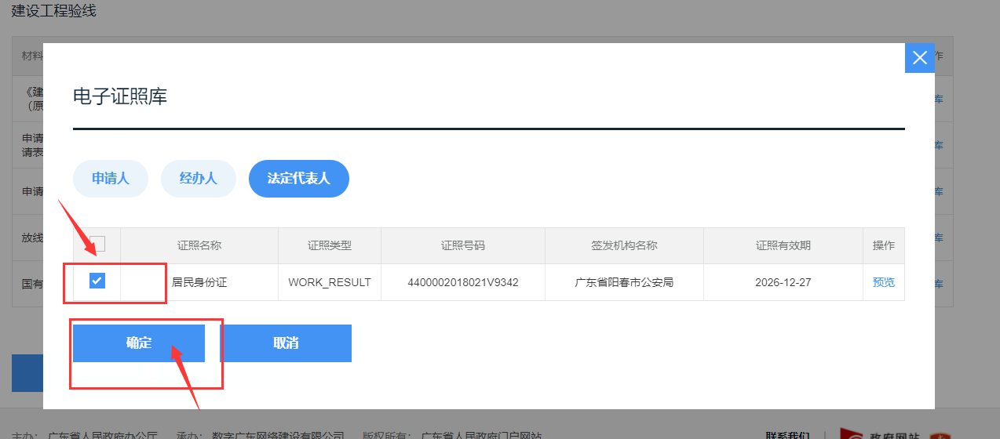 建设工程验线
材料
作
电子证照库
《建
（原
库
申请人 经办人 法定代表人
申请
请表
库
申请
库
证照名称 证照类型 证照号码 签发机构名称 证照有效期 操作
放线
库
居民身份证 WORK_RESULT 4400002018021V9342 广东省阳春市公安局 2026-12-27 预览
国有
库
确定 取消
主办： 广东省人民政府办公厅 承办： 数字广东网络建设有限公司 版权所有： 广东省人民政府门户网站 联系我们 政府网站